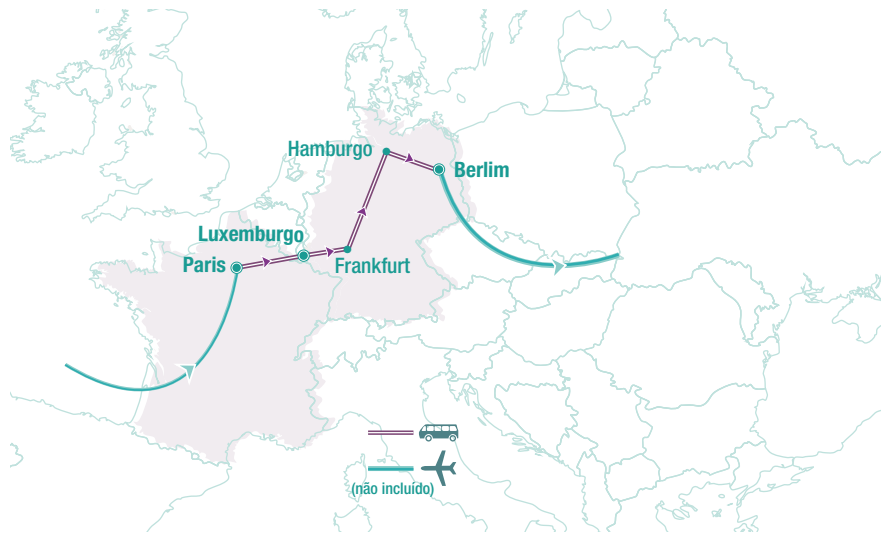 Hamburgo
Berlim
Luxemburgo
Paris
Frankfurt
(não incluído)